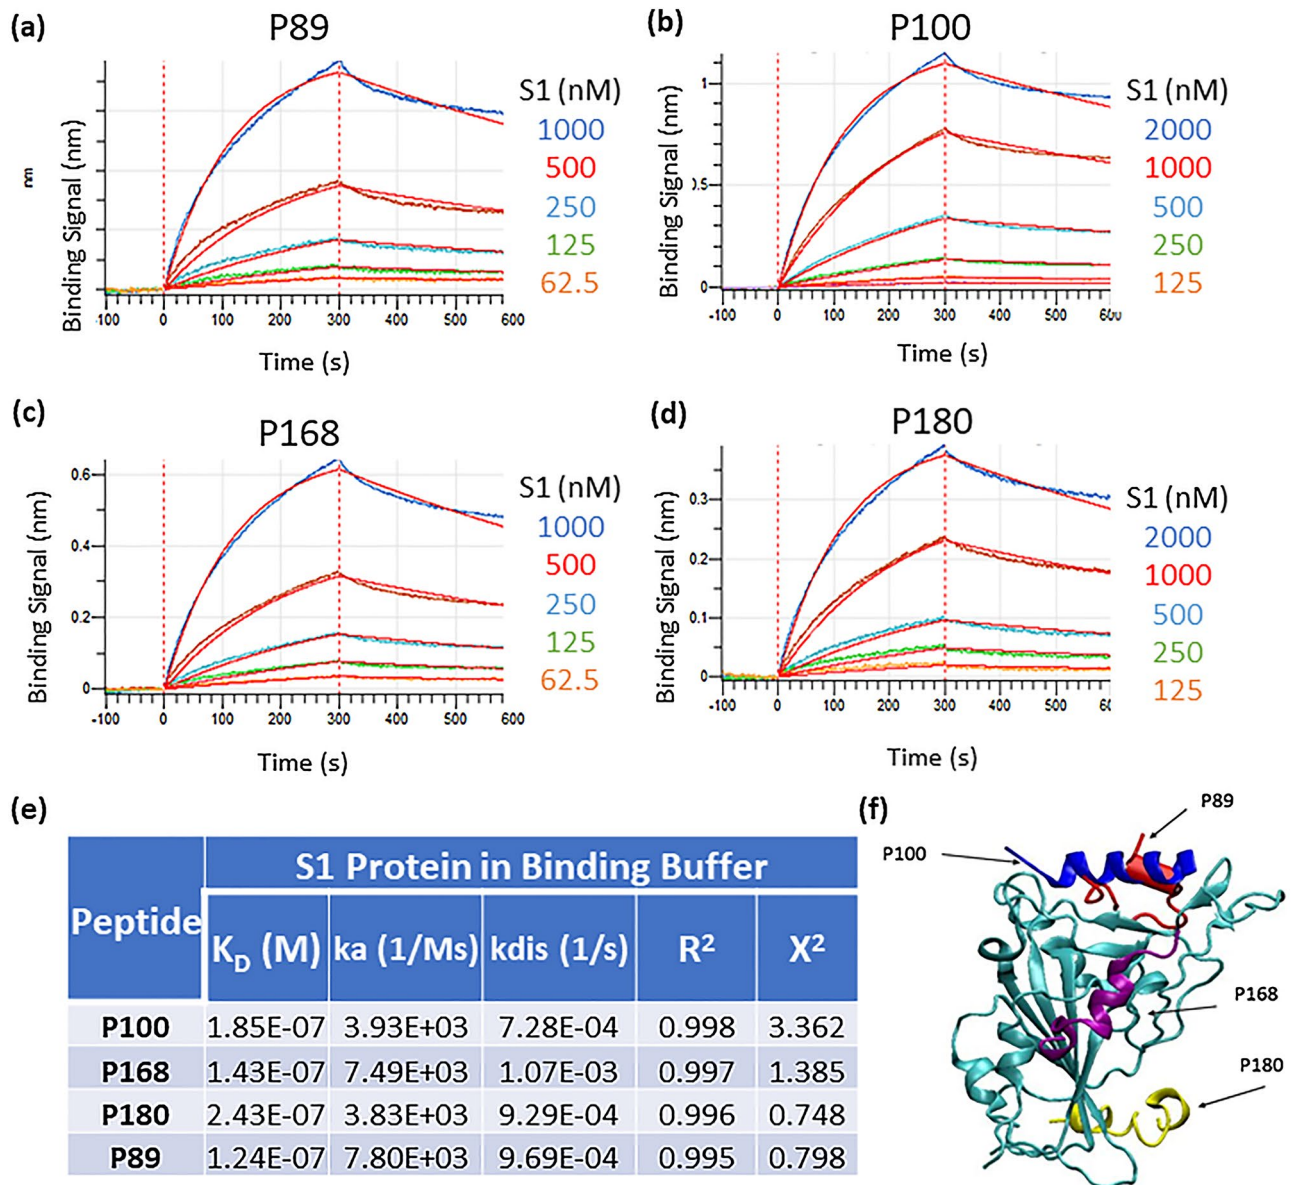 (a)
P89
nm
Binding Signal (nm)
-100 0 100 200 300 400 500 600
Time (s)
S1 (nM)
1000
500
250
125
62.5
(b)
P100
Binding Signal (nm)
1
0
-100 0 100 200 300 400 500
Time (s)
S1 (nM)
2000
1000
500
250
125
(c)
P168
Binding Signal (nm)
0.6
0.4
0.2
0
-100 0 100 200 300 400 500 600
Time (s)
S1 (nM)
1000
500
250
125
62.5
(d)
P180
Binding Signal (nm)
0.3
0.2
0.1
0
-100 0 100 200 300 400 500
Time (s)
S1 (nM)
2000
1000
500
250
125
(e)
Peptide S1 Protein in Binding Buffer
KD (M) ka (1/Ms) kdis (1/s) R² X²
P100 1.85E-07 3.93E+03 7.28E-04 0.998 3.362
P168 1.43E-07 7.49E+03 1.07E-03 0.997 1.385
P180 2.43E-07 3.83E+03 9.29E-04 0.996 0.748
P89 1.24E-07 7.80E+03 9.69E-04 0.995 0.798
(f)
P89
P100
P168
P180